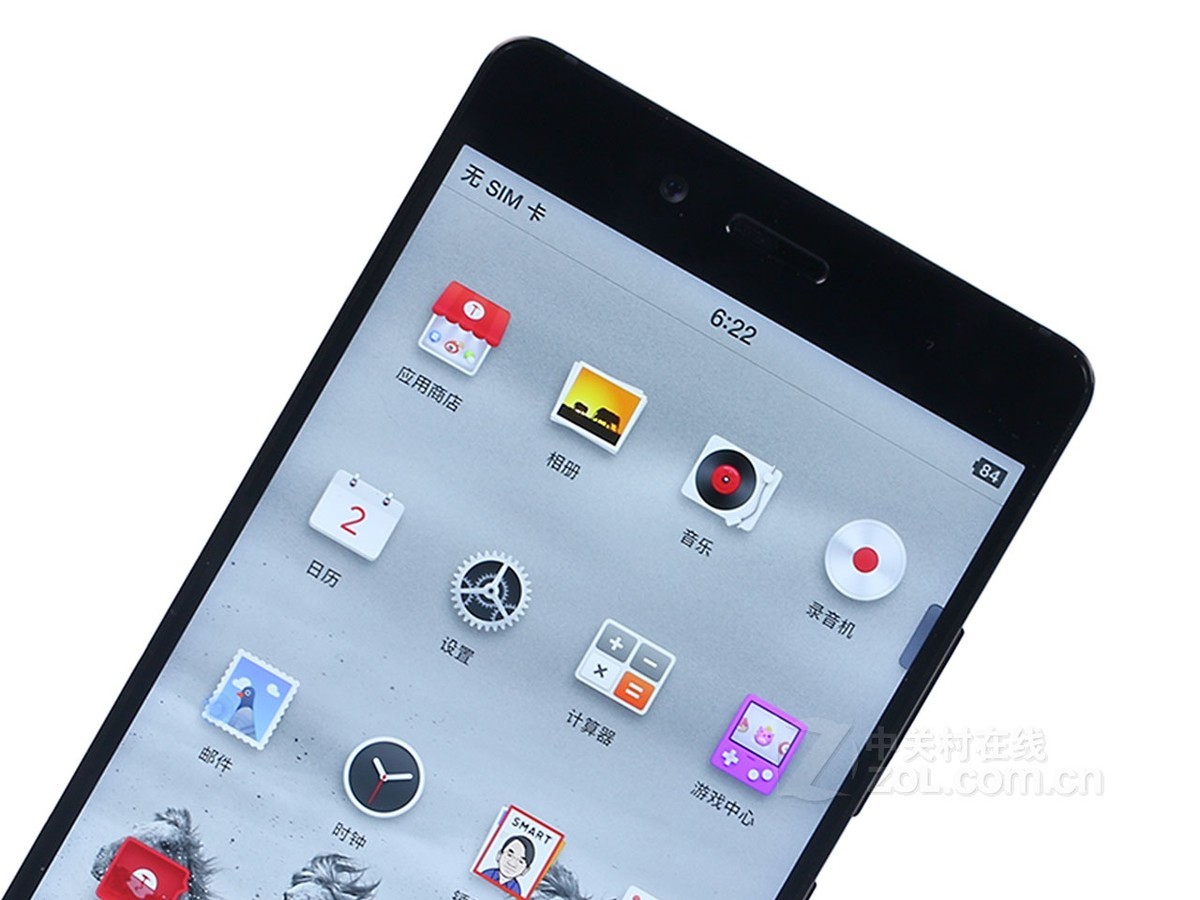 无 SIM 卡
6:22
84
T
应用商店
相册
音乐
录音机
2
日历
设置
计算器
游戏中心
邮件
时钟
SMART
中关村在线
ZOL.com.cn